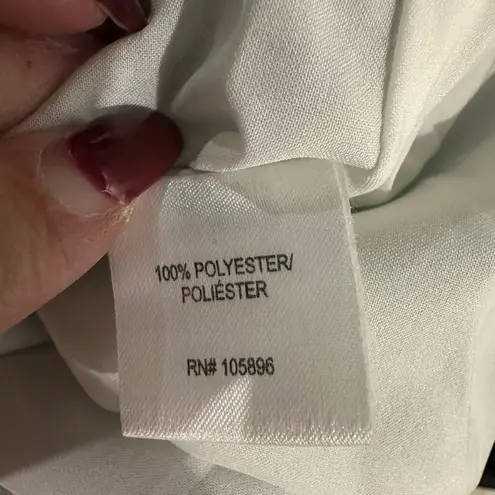 100% POLYESTER/
POLIÉSTER
RN# 105896